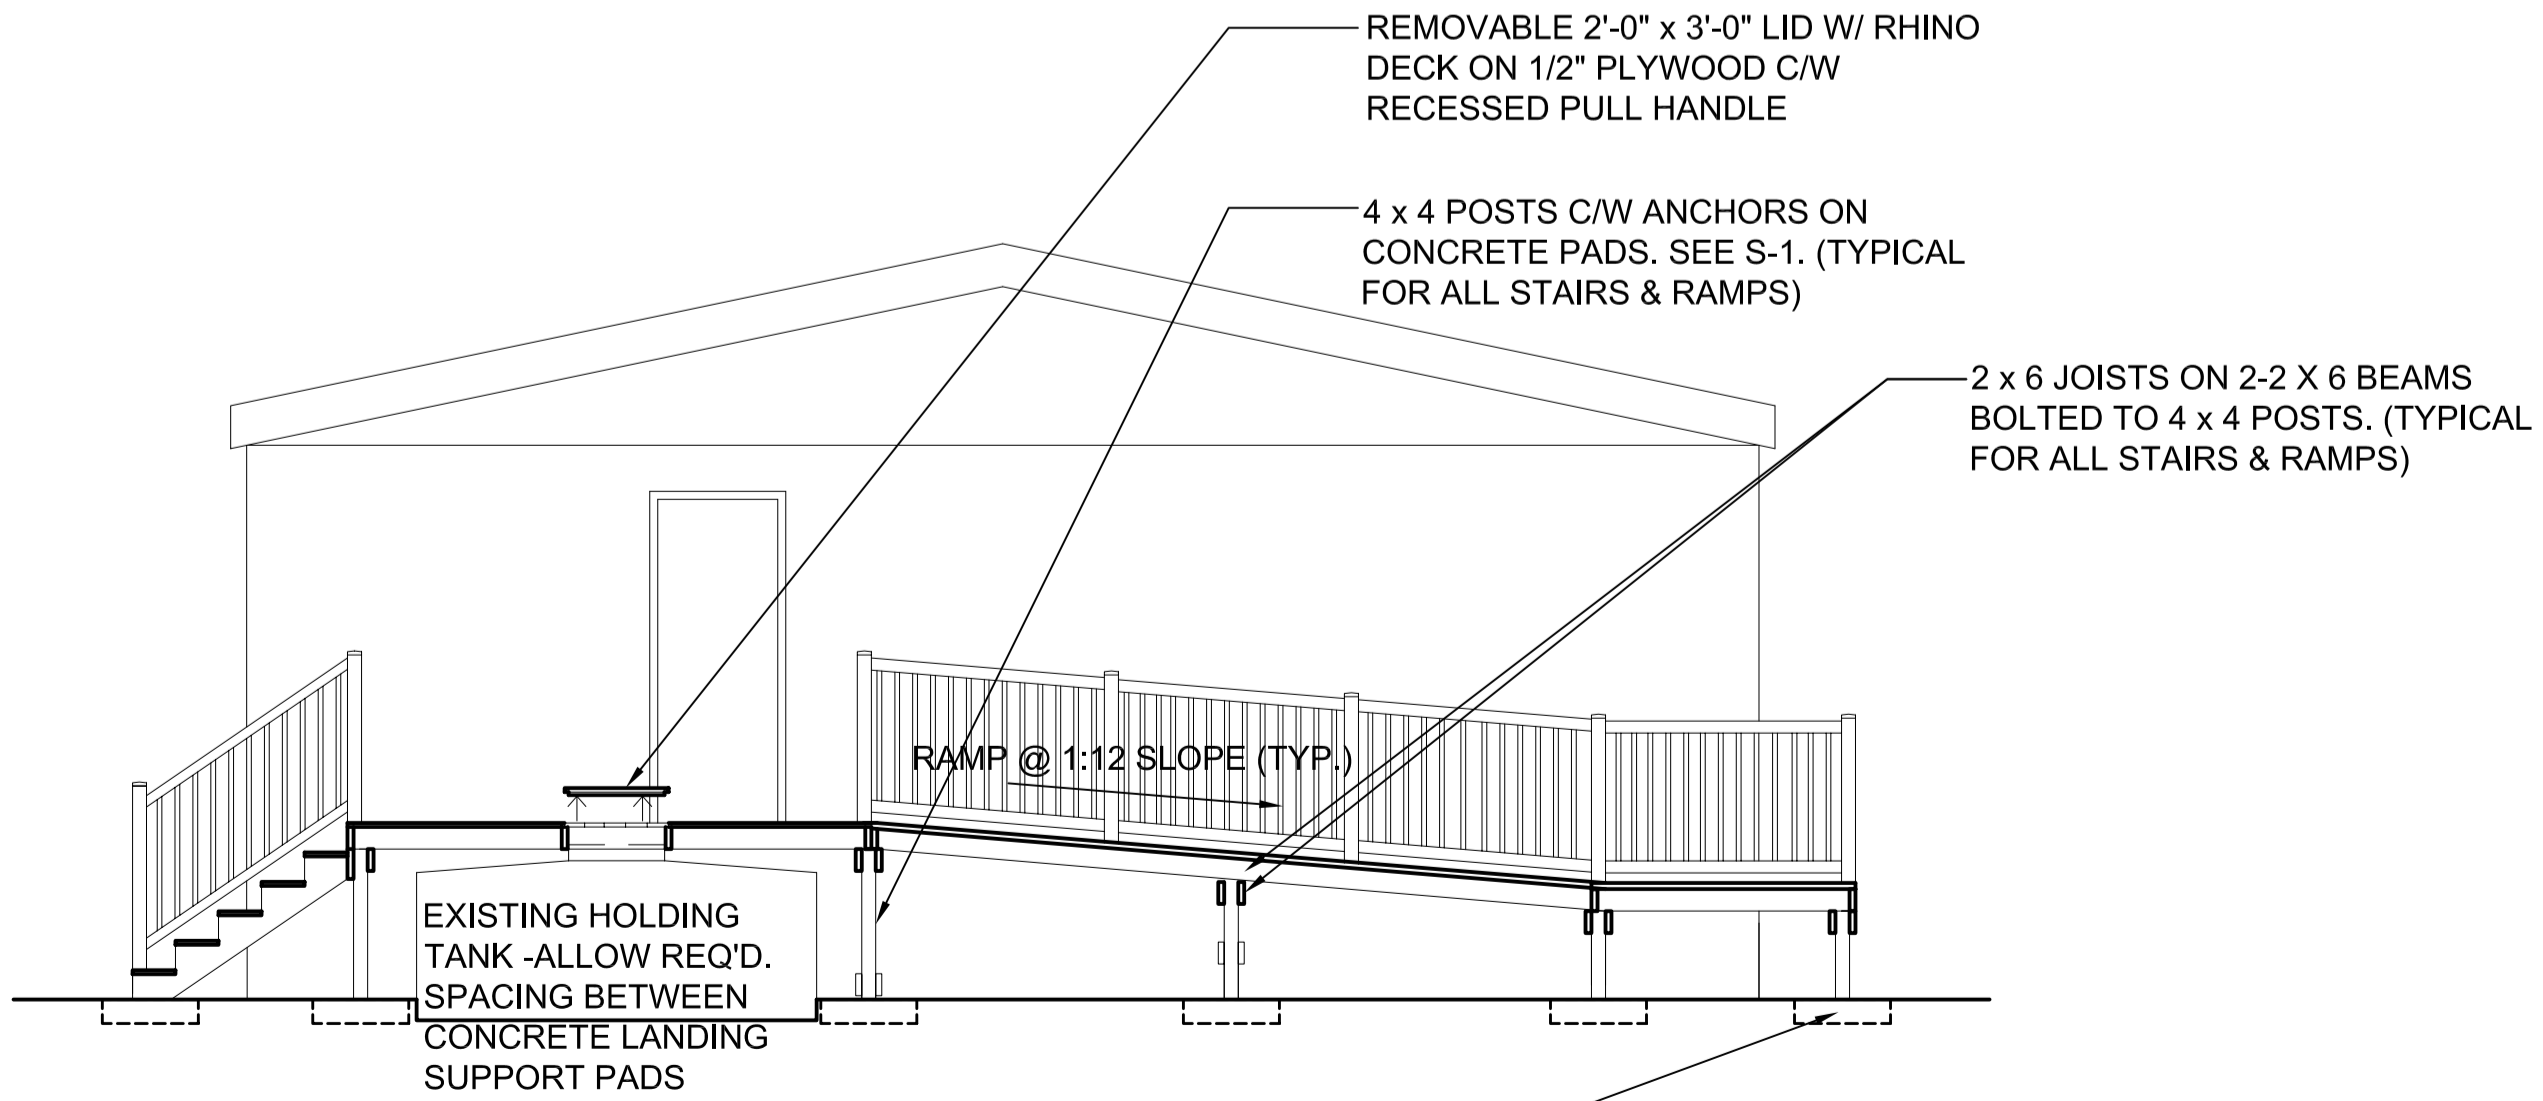 REMOVABLE 2'-0" x 3'-0" LID W/ RHINO
DECK ON 1/2" PLYWOOD C/W
RECESSED PULL HANDLE
4 x 4 POSTS C/W ANCHORS ON
CONCRETE PADS. SEE S-1. (TYPICAL
FOR ALL STAIRS & RAMPS)
2 x 6 JOISTS ON 2-2 X 6 BEAMS
BOLTED TO 4 x 4 POSTS. (TYPICAL
FOR ALL STAIRS & RAMPS)
RAMP @ 1:12 SLOPE (TYP.)
EXISTING HOLDING
TANK -ALLOW REQ'D.
SPACING BETWEEN
CONCRETE LANDING
SUPPORT PADS